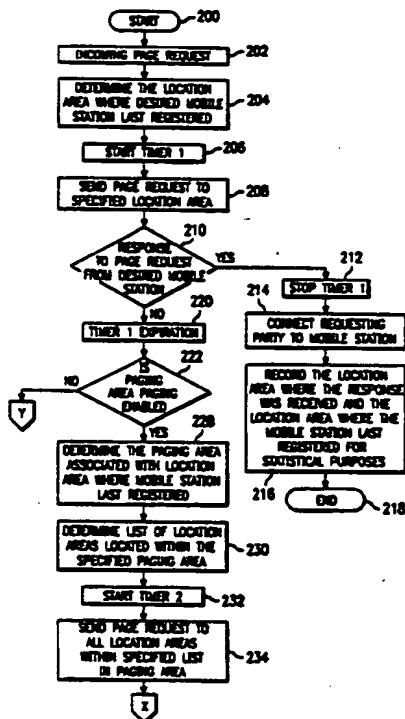 START
200
INCOMING PAGE REQUEST
202
DETERMINE THE LOCATION
AREA WHERE DESIRED MOBILE
STATION LAST REGISTERED
204
START TIMER 1
206
SEND PAGE REQUEST TO
SPECIFIED LOCATION AREA
208
210
RESPONSE
TO PAGE REQUEST
FROM DESIRED MOBILE
STATION
YES
212
STOP TIMER 1
214
CONNECT REQUESTING
PARTY TO MOBILE STATION
RECORD THE LOCATION
AREA WHERE THE RESPONSE
WAS RECEIVED AND THE
LOCATION AREA WHERE THE
MOBILE STATION LAST
REGISTERED FOR
STATISTICAL PURPOSES
216
END
218
NO
220
TIMER 1 EXPIRATION
222
IS
PAGING
AREA PAGING
ENABLED
NO
Y
YES
228
DETERMINE THE PAGING AREA
ASSOCIATED WITH LOCATION
AREA WHERE MOBILE STATION
LAST REGISTERED
DETERMINE LIST OF LOCATION
AREAS LOCATED WITHIN THE
SPECIFIED PAGING AREA
230
START TIMER 2
232
SEND PAGE REQUEST TO
ALL LOCATION AREAS
WITHIN SPECIFIED LIST
IN PAGING AREA
234
X